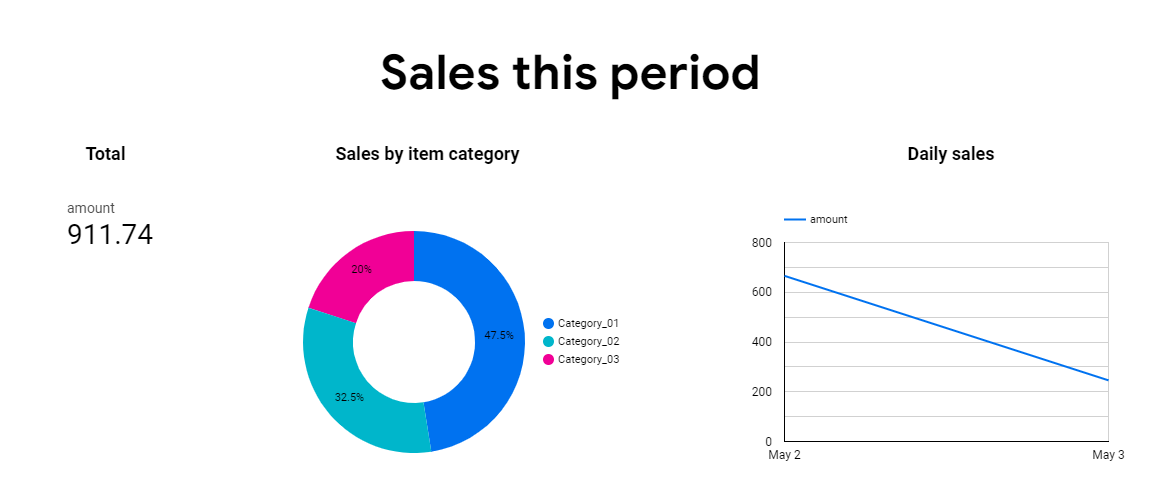 Sales this period
Total
amount
911.74
Sales by item category
20%
47.5%
32.5%
Category_01
Category_02
Category_03
Daily sales
amount
800
600
400
200
0
May 2
May 3